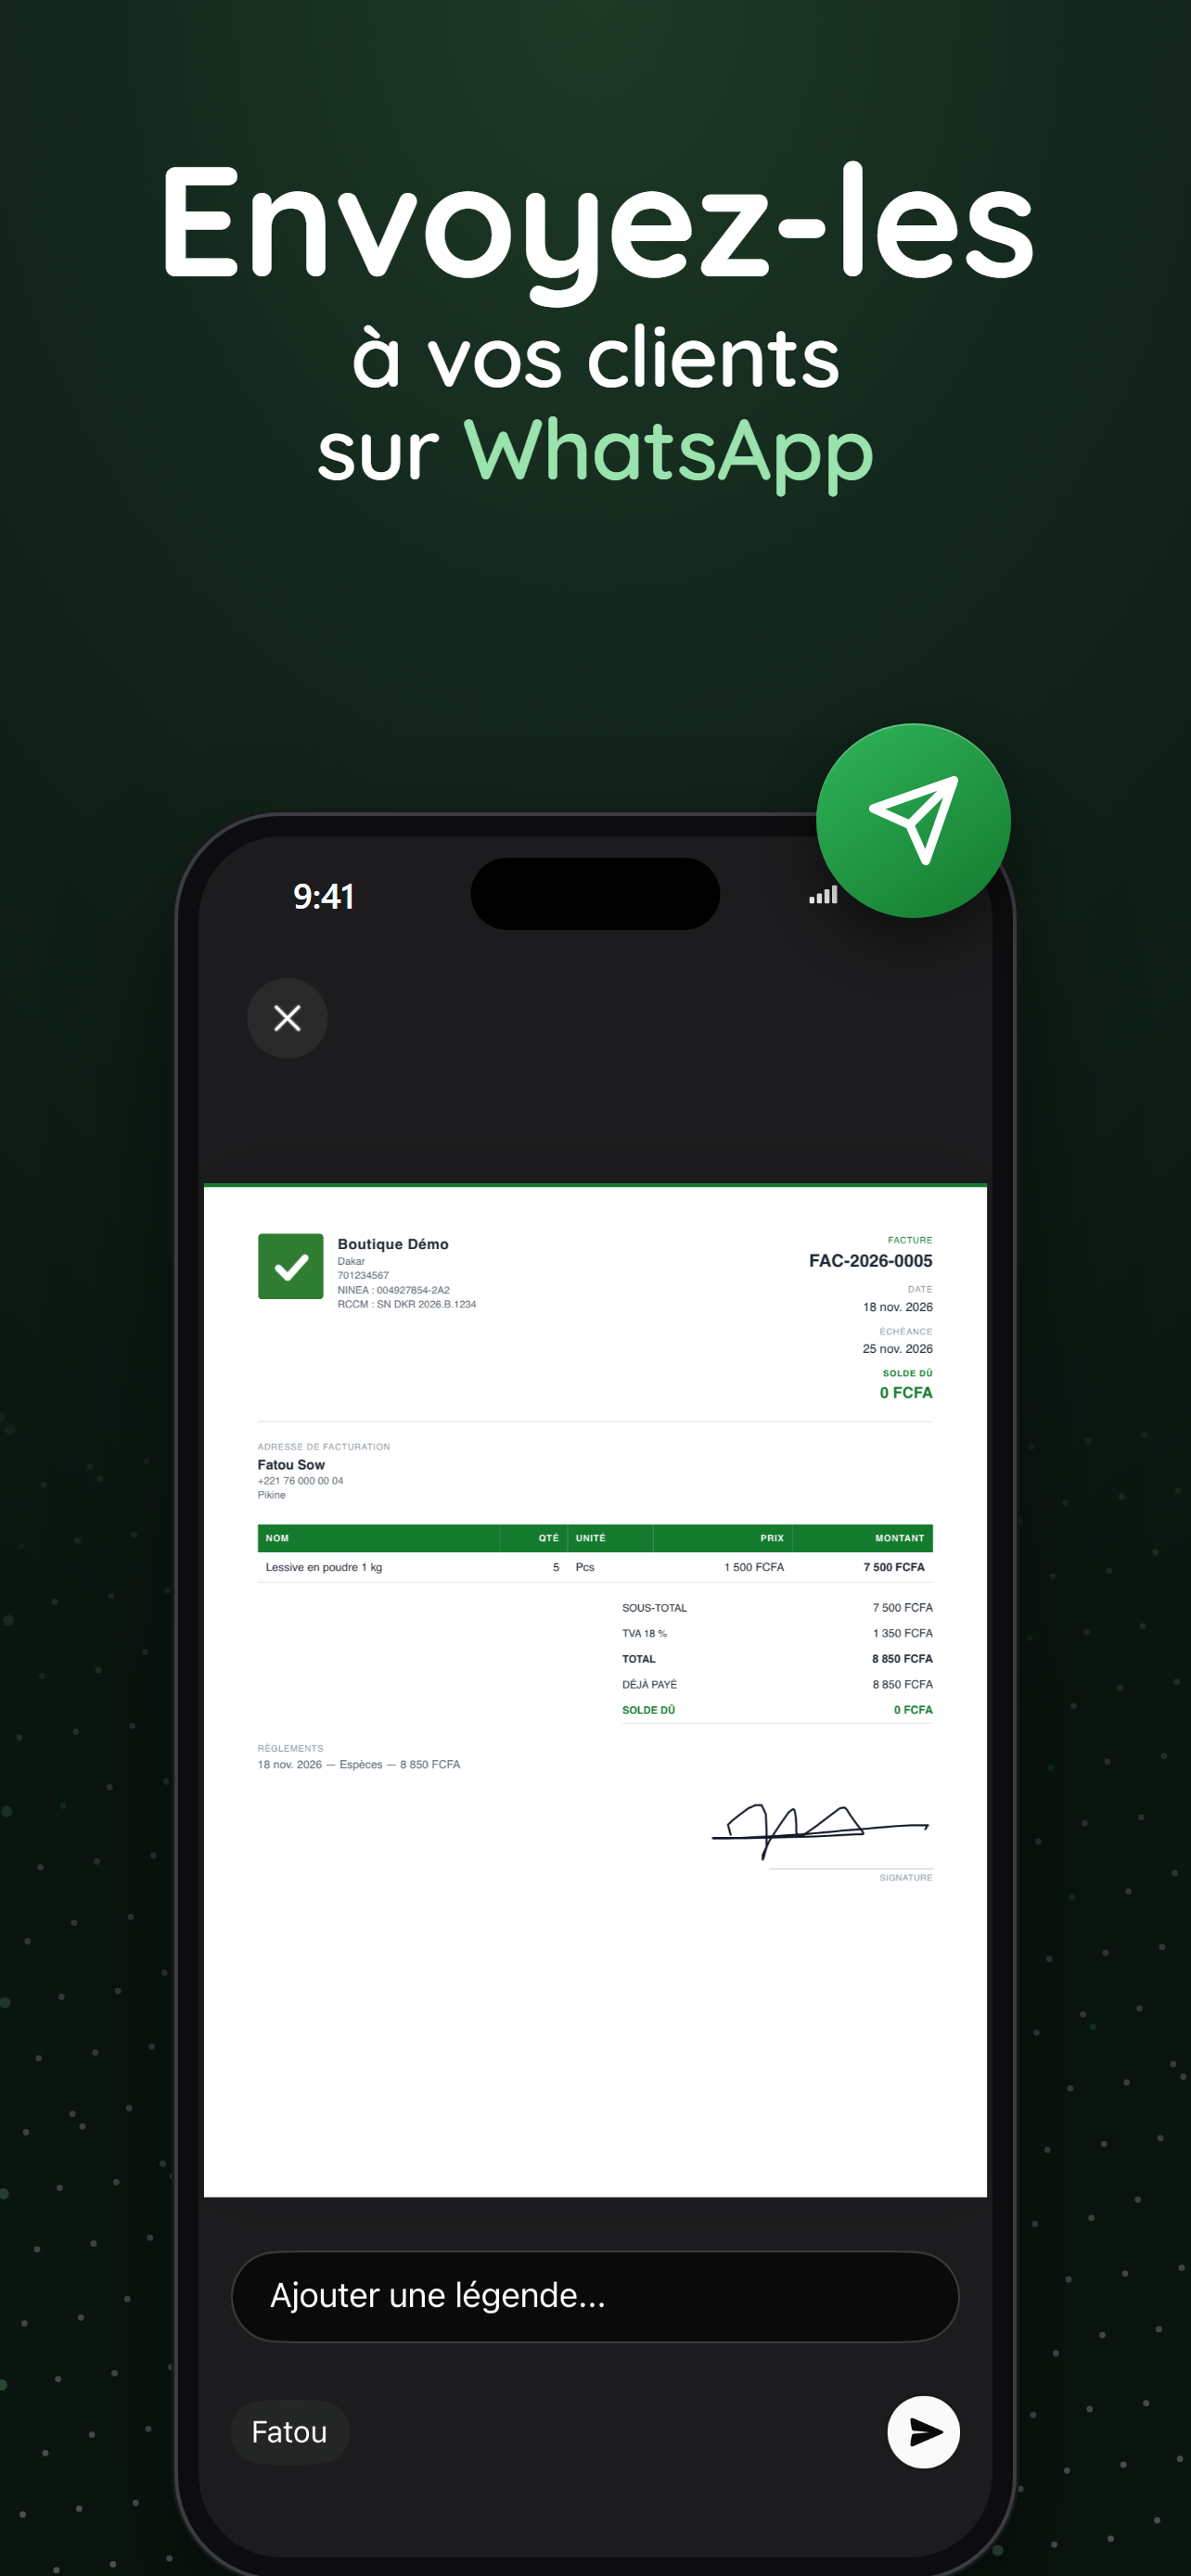 Envoyez-les
à vos clients
sur WhatsApp
9:41
Boutique Démo
Dakar
701234567
NINEA : 004927854-2A2
RCCM : SN DKR 2026.B.1234
FACTURE
FAC-2026-0005
DATE
18 nov. 2026
ÉCHÉANCE
25 nov. 2026
SOLDE DÛ
0 FCFA
ADRESSE DE FACTURATION
Fatou Sow
+221 76 000 00 04
Pikine
NOM QTÉ UNITÉ PRIX MONTANT
Lessive en poudre 1 kg 5 Pcs 1 500 FCFA 7 500 FCFA
SOUS-TOTAL 7 500 FCFA
TVA 18 % 1 350 FCFA
TOTAL 8 850 FCFA
DÉJÀ PAYÉ 8 850 FCFA
SOLDE DÛ 0 FCFA
RÈGLEMENTS
18 nov. 2026 — Espèces — 8 850 FCFA
SIGNATURE
Ajouter une légende...
Fatou